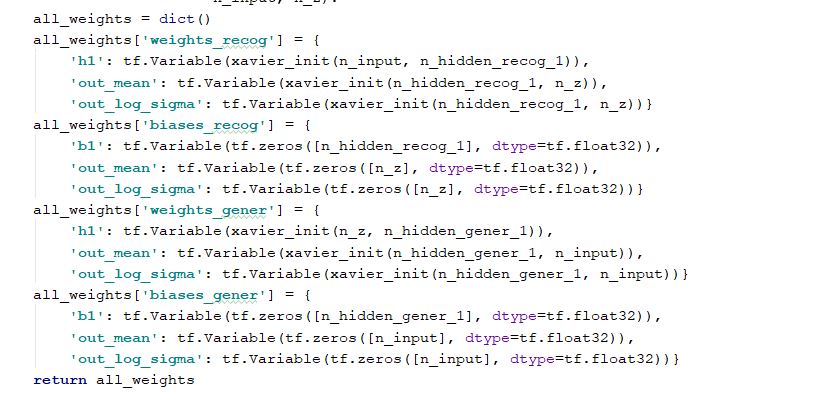 n_input, n_z):
all_weights = dict()
all_weights['weights_recog'] = {
'h1': tf.Variable(xavier_init(n_input, n_hidden_recog_1)),
'out_mean': tf.Variable(xavier_init(n_hidden_recog_1, n_z)),
'out_log_sigma': tf.Variable(xavier_init(n_hidden_recog_1, n_z))}
all_weights['biases_recog'] = {
'b1': tf.Variable(tf.zeros([n_hidden_recog_1], dtype=tf.float32)),
'out_mean': tf.Variable(tf.zeros([n_z], dtype=tf.float32)),
'out_log_sigma': tf.Variable(tf.zeros([n_z], dtype=tf.float32))}
all_weights['weights_gener'] = {
'h1': tf.Variable(xavier_init(n_z, n_hidden_gener_1)),
'out_mean': tf.Variable(xavier_init(n_hidden_gener_1, n_input)),
'out_log_sigma': tf.Variable(xavier_init(n_hidden_gener_1, n_input))}
all_weights['biases_gener'] = {
'b1': tf.Variable(tf.zeros([n_hidden_gener_1], dtype=tf.float32)),
'out_mean': tf.Variable(tf.zeros([n_input], dtype=tf.float32)),
'out_log_sigma': tf.Variable(tf.zeros([n_input], dtype=tf.float32))}
return all_weights